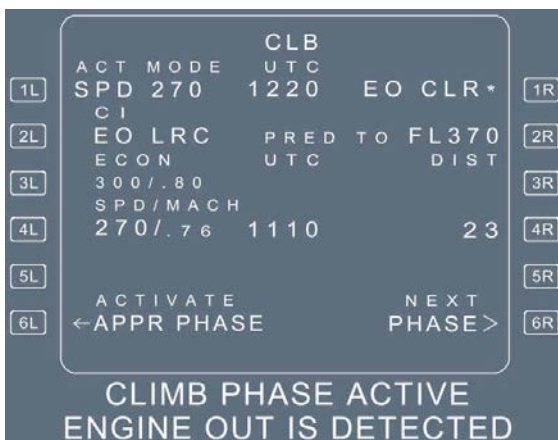 CLB
ACT MODE UTC
1L SPD 270 1220 EO CLR* 1R
CI
2L EO LRC PRED TO FL370 2R
ECON UTC DIST
3L 300/.80 3R
SPD/MACH
4L 270/.76 1110 23 4R
5L 5R
ACTIVATE NEXT
6L ←APPR PHASE PHASE> 6R
CLIMB PHASE ACTIVE
ENGINE OUT IS DETECTED